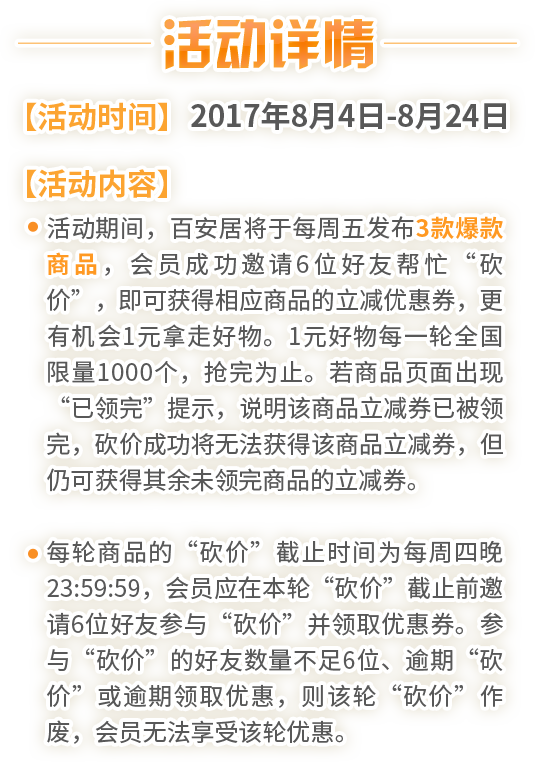 活动详情
【活动时间】 2017年8月4日-8月24日
【活动内容】
活动期间，百安居将于每周五发布3款爆款
商品，会员成功邀请6位好友帮忙“砍
价”，即可获得相应商品的立减优惠券，更
有机会1元拿走好物。1元好物每一轮全国
限量1000个，抢完为止。若商品页面出现
“已领完”提示，说明该商品立减券已被领
完，砍价成功将无法获得该商品立减券，但
仍可获得其余未领完商品的立减券。
每轮商品的“砍价”截止时间为每周四晚
23:59:59，会员应在本轮“砍价”截止前邀
请6位好友参与“砍价”并领取优惠券。参
与“砍价”的好友数量不足6位、逾期“砍
价”或逾期领取优惠，则该轮“砍价”作
废，会员无法享受该轮优惠。